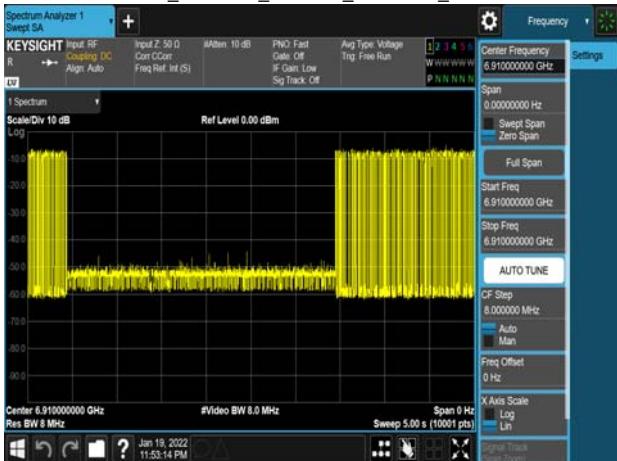 Spectrum Analyzer 1
Swept SA
+
Frequency
KEYSIGHT
Input: RF
Coupling: DC
Align: Auto
Input Z: 50 Ω
Corr CCorr
Freq Ref: Int (S)
#Atten: 10 dB
PNO: Fast
Gate: Off
IF Gain: Low
Sig Track: Off
Avg Type: Voltage
Trig: Free Run
1 2 3 4 5 6
W W W W W W
P N N N N N
R
LXI
1 Spectrum
Scale/Div 10 dB
Ref Level 0.00 dBm
Log
-10.0
-20.0
-30.0
-40.0
-50.0
-60.0
-70.0
-80.0
-90.0
Center 6.910000000 GHz
#Video BW 8.0 MHz
Span 0 Hz
Res BW 8 MHz
Sweep 5.00 s (10001 pts)
Center Frequency
6.910000000 GHz
Settings
Span
0.00000000 Hz
Swept Span
Zero Span
Full Span
Start Freq
6.910000000 GHz
Stop Freq
6.910000000 GHz
AUTO TUNE
CF Step
8.000000 MHz
Auto
Man
Freq Offset
0 Hz
X Axis Scale
Log
Lin
Signal Track
(Span Zoom)
?
Jan 19, 2022
11:53:14 PM